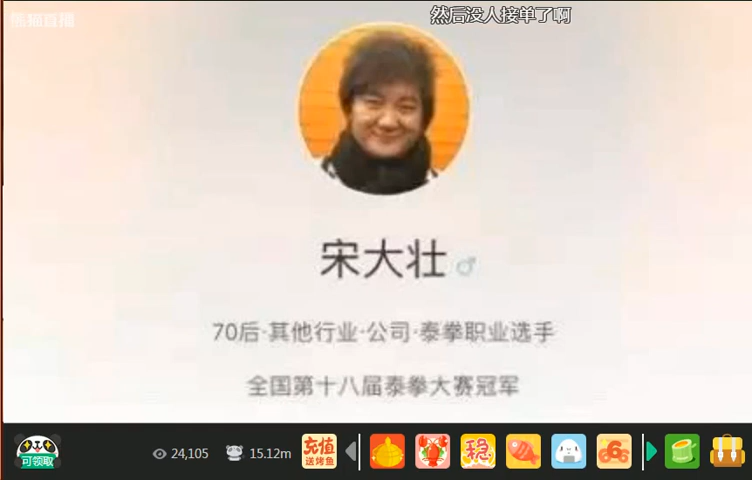 熊猫直播
然后没人接单了啊
宋大壮♂
70后·其他行业·公司·泰拳职业选手
全国第十八届泰拳大赛冠军
可领取
24,105
15.12m
充值
送烤鱼
稳
6